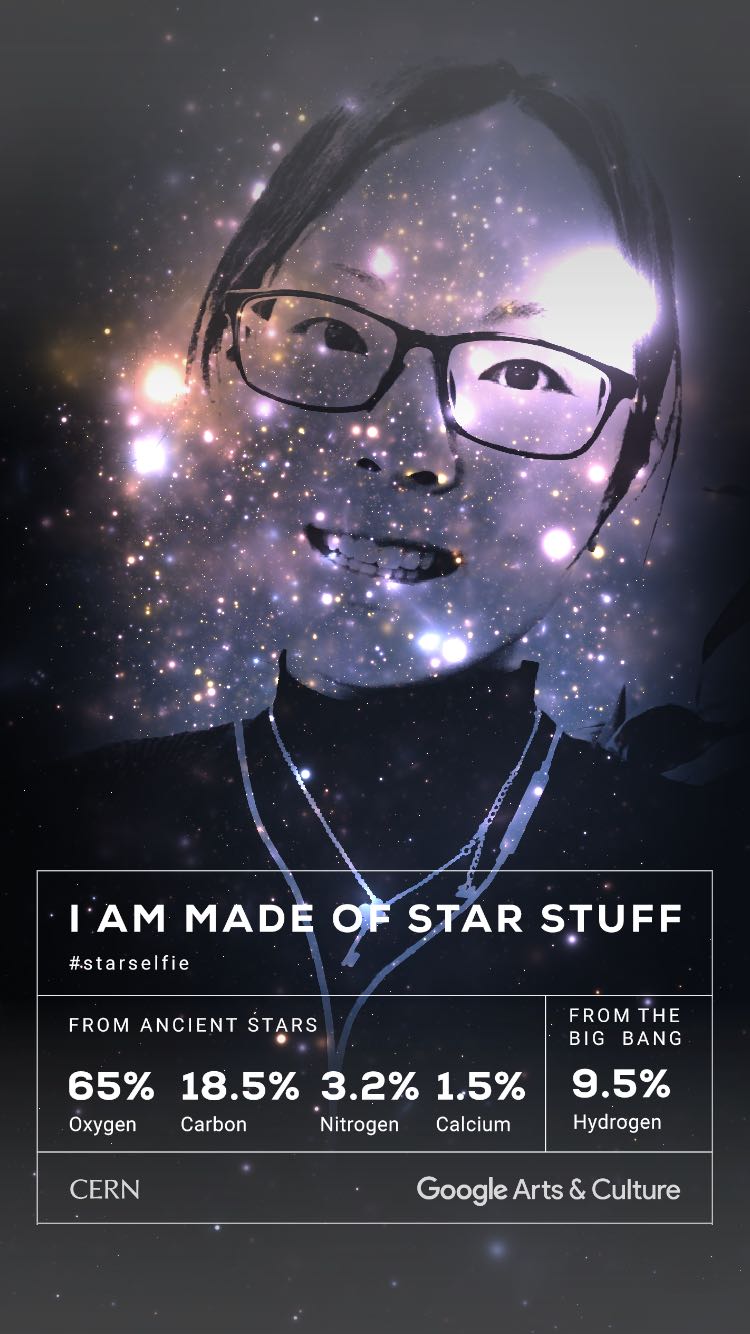 I AM MADE OF STAR STUFF
#starselfie
FROM ANCIENT STARS
65% 18.5% 3.2% 1.5%
Oxygen Carbon Nitrogen Calcium
FROM THE
BIG BANG
9.5%
Hydrogen
CERN
Google Arts & Culture